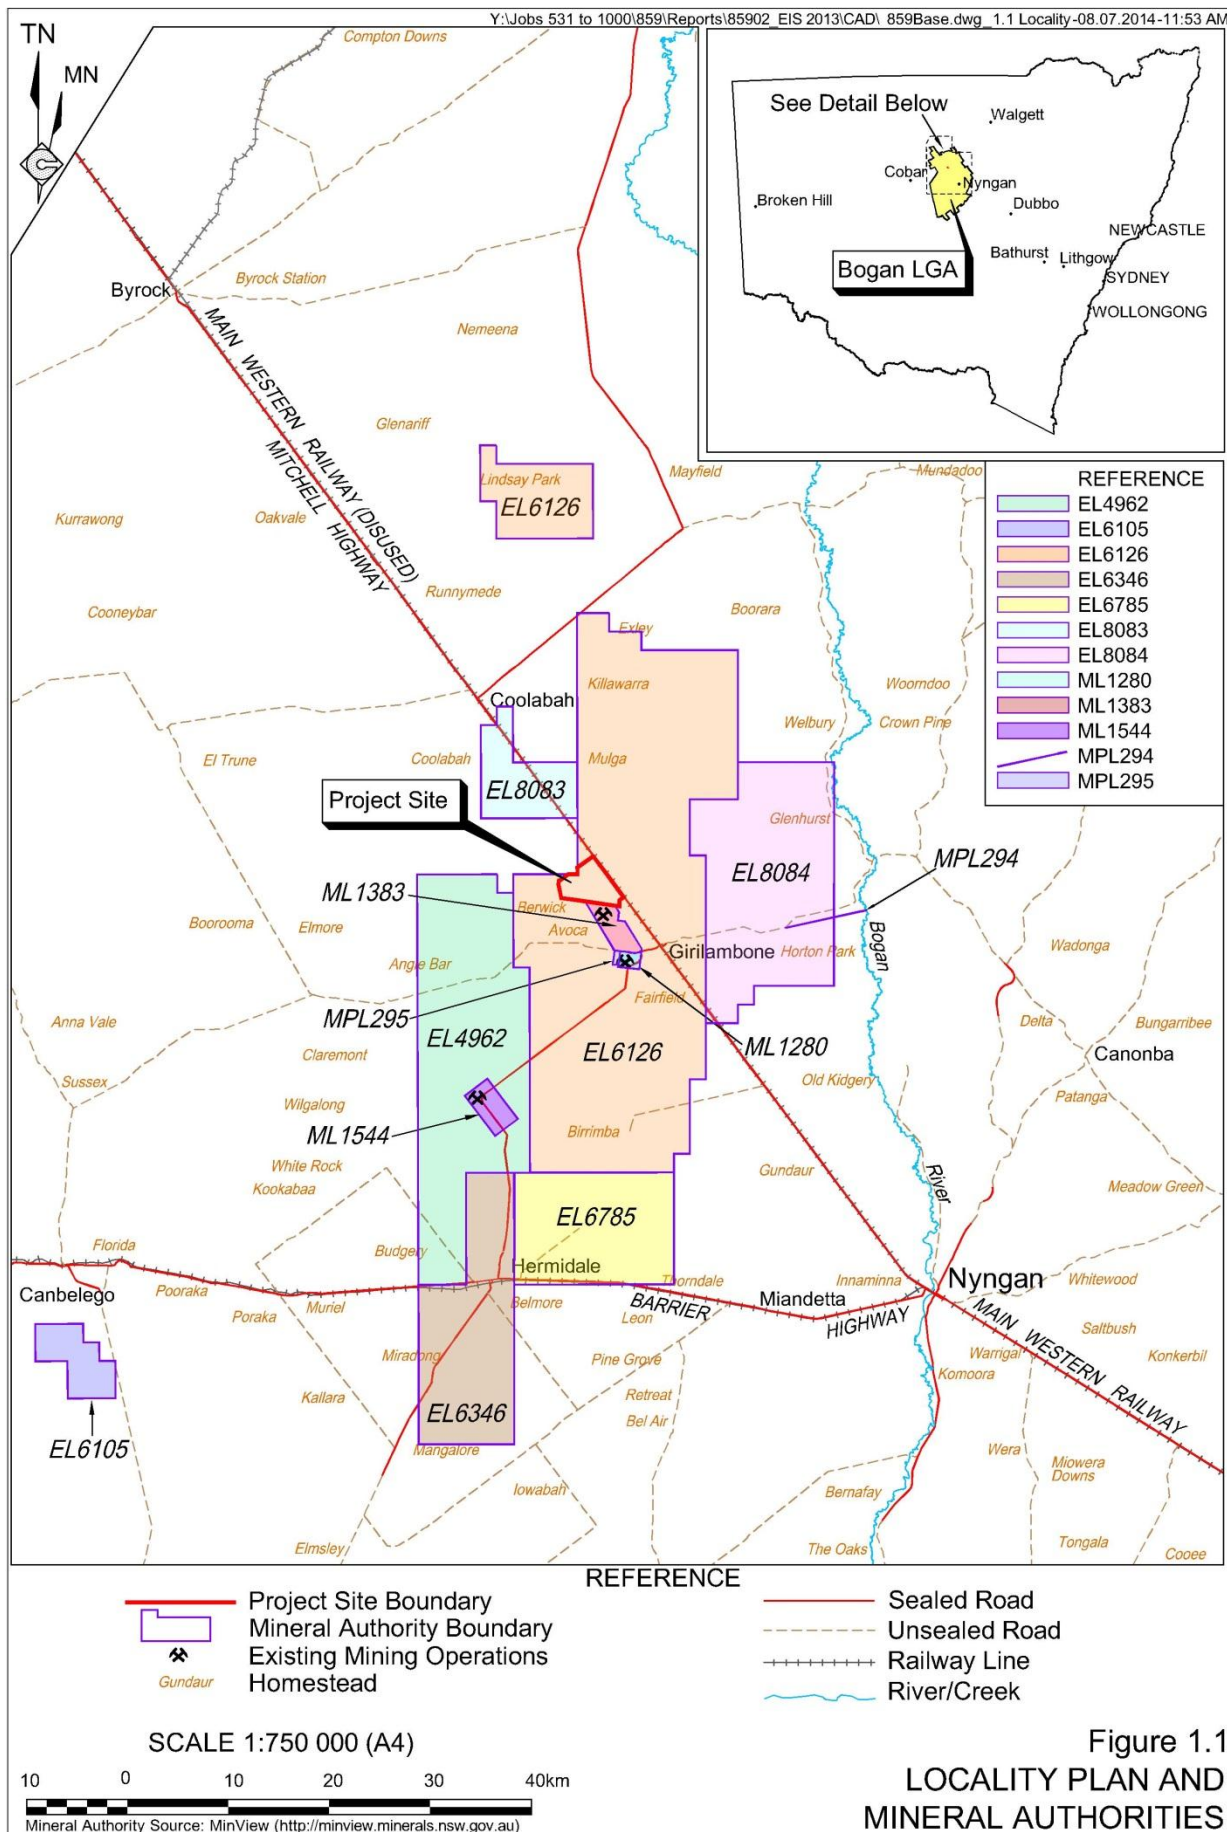 Y:\Jobs 531 to 1000\859\Reports\85902_EIS 2013\CAD\ 859Base.dwg_1.1 Locality-08.07.2014-11:53 AM
TN
MN
Compton Downs
See Detail Below
Walgett
Cobar
Nyngan
Broken Hill
Dubbo
NEWCASTLE
Bathurst
Lithgow
SYDNEY
WOLLONGONG
Bogan LGA
Byrock
Byrock Station
MAIN WESTERN RAILWAY (DISUSED)
MITCHELL HIGHWAY
Nemeena
Glenariff
Lindsay Park
EL6126
Mayfield
Mundadoo
Kurrawong
Oakvale
Runnymede
Cooneybar
Boorara
Exley
REFERENCE
EL4962
EL6105
EL6126
EL6346
EL6785
EL8083
EL8084
ML1280
ML1383
ML1544
MPL294
MPL295
Killawarra
Woorndoo
Coolabah
Welbury
Crown Pine
El Trune
Coolabah
Mulga
EL8083
Project Site
Glenhurst
MPL294
EL8084
ML1383
Berwick
Avoca
Boorooma
Elmore
Girilambone
Horton Park
Bogan
River
Wadonga
Angle Bar
Fairfield
MPL295
Anna Vale
Delta
Bungarribee
EL4962
EL6126
ML1280
Claremont
Canonba
Sussex
Old Kidgery
Wilgalong
Patanga
ML1544
Birrimba
White Rock
Kookabaa
Gundaur
Meadow Green
EL6785
Florida
Budgery
Hermidale
Thorndale
Innaminna
Nyngan
Whitewood
Canbelego
Pooraka
Poraka
Muriel
Belmore
Leon
BARRIER
HIGHWAY
Miandetta
MAIN WESTERN RAILWAY
Saltbush
Miradong
Pine Grove
Warrigal
Konkerbil
Komoora
Kallara
Retreat
Bel Air
EL6346
EL6105
Mangalore
Wera
Miowera
Downs
Iowabah
Bernafay
Elmsley
The Oaks
Tongala
Cooee
REFERENCE
Project Site Boundary
Mineral Authority Boundary
Existing Mining Operations
Gundaur
Homestead
Sealed Road
Unsealed Road
Railway Line
River/Creek
SCALE 1:750 000 (A4)
10 0 10 20 30 40km
Mineral Authority Source: MinView (http://minview.minerals.nsw.gov.au)
Figure 1.1
LOCALITY PLAN AND
MINERAL AUTHORITIES